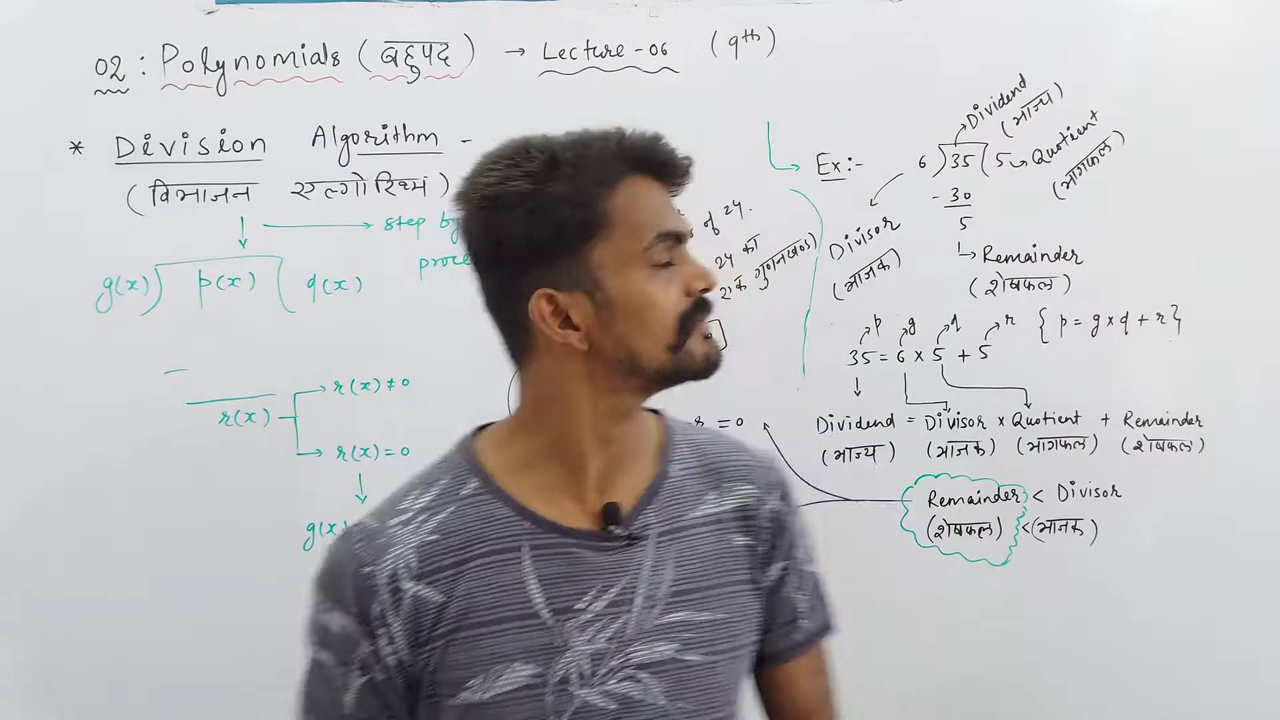 02 : Polynomials (बहुपद) → Lecture-06 (9th)
* Division Algorithm -
(विभाजन एल्गोरिथ्म)
→ step by
g(x) p(x) q(x)
r(x)
→ r(x) ≠ 0
→ r(x) = 0
g(x)
of 24.
24 का
गुणनखंड)
= 0
Ex:-
6)35(5 → Quotient
(भागफल)
Dividend
(भाज्य)
- 30
5
Divisor
(भाजक)
Remainder
(शेषफल)
p g q r {p = g × q + r}
35 = 6 × 5 + 5
Dividend = Divisor × Quotient + Remainder
(भाज्य) (भाजक) (भागफल) (शेषफल)
Remainder < Divisor
(शेषफल) < (भाजक)